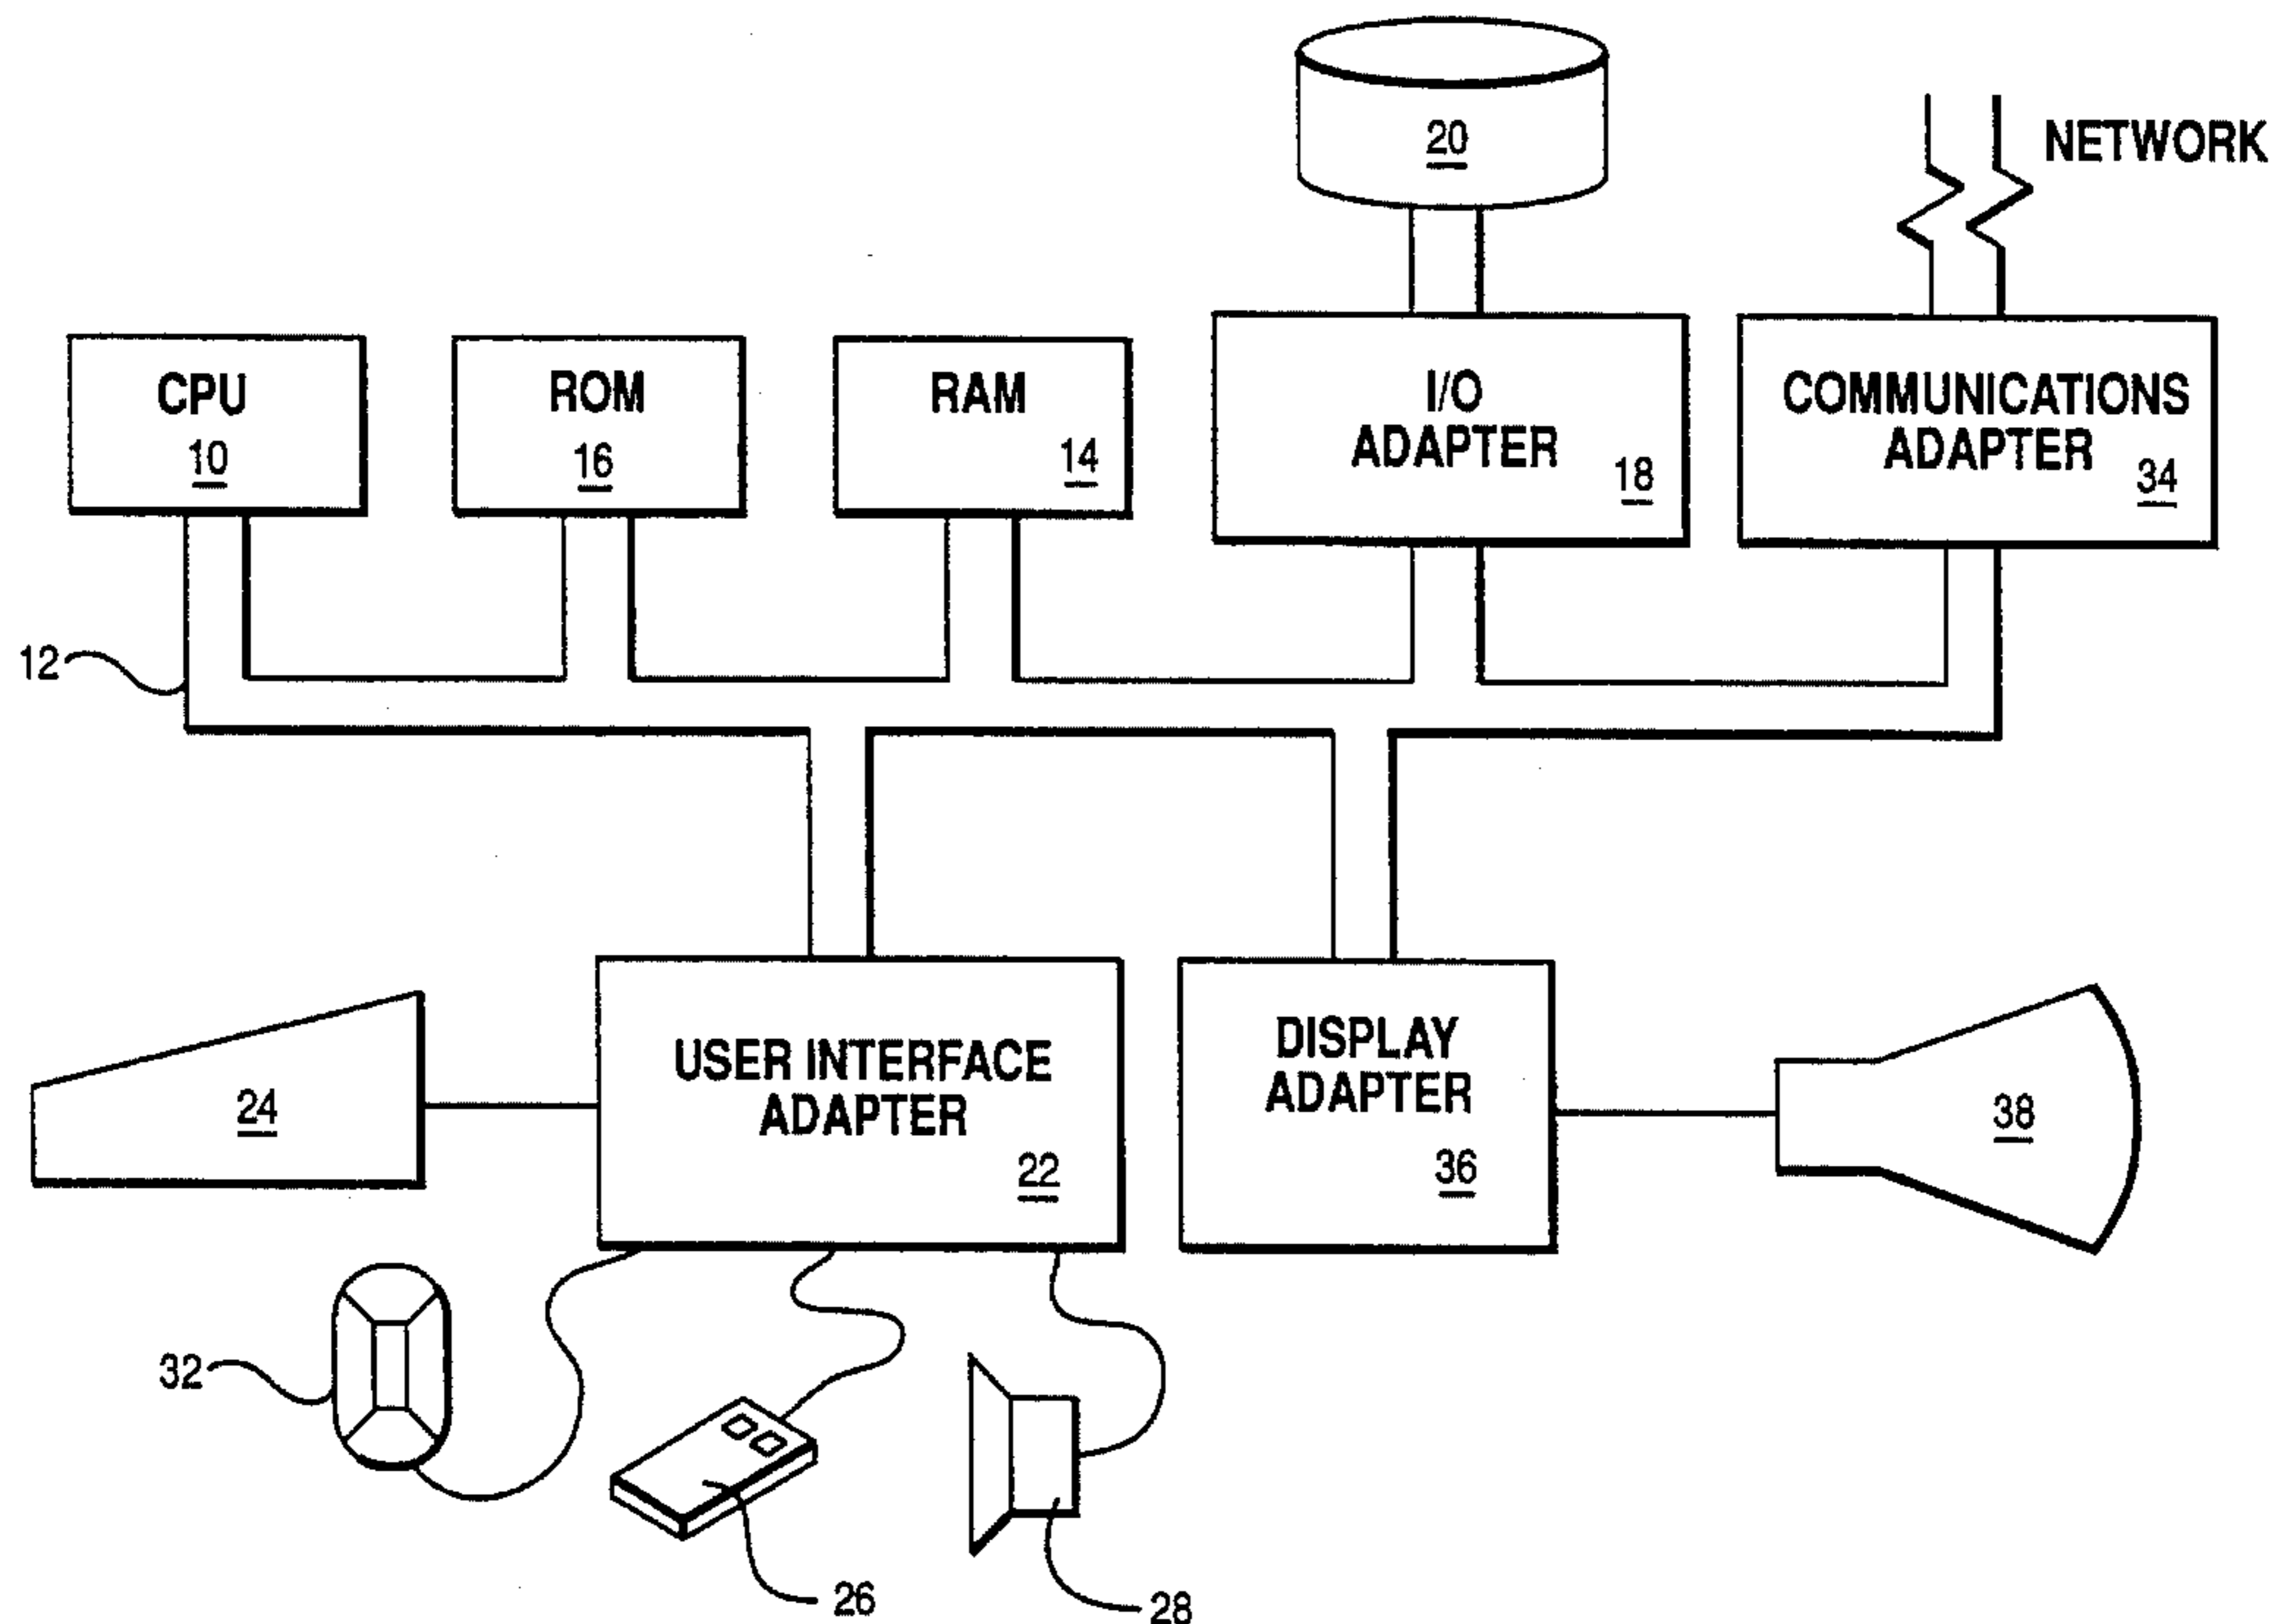 20
NETWORK
CPU
10
ROM
16
RAM
14
I/O
ADAPTER
18
COMMUNICATIONS
ADAPTER
34
12
24
USER INTERFACE
ADAPTER
22
DISPLAY
ADAPTER
36
38
32
26
28